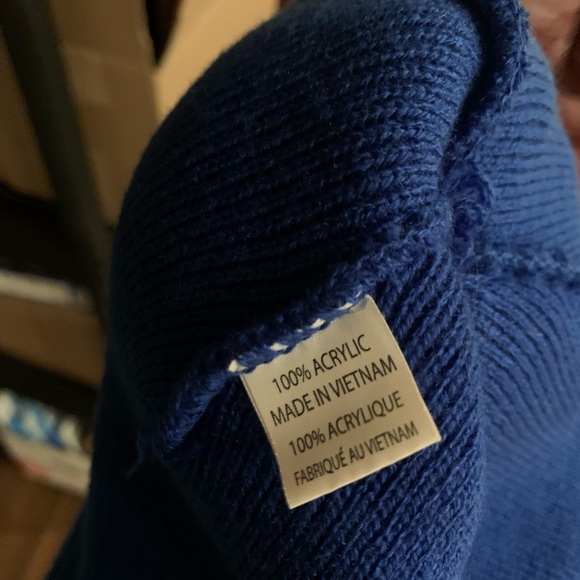 100% ACRYLIC
MADE IN VIETNAM
100% ACRYLIQUE
FABRIQUÉ AU VIETNAM